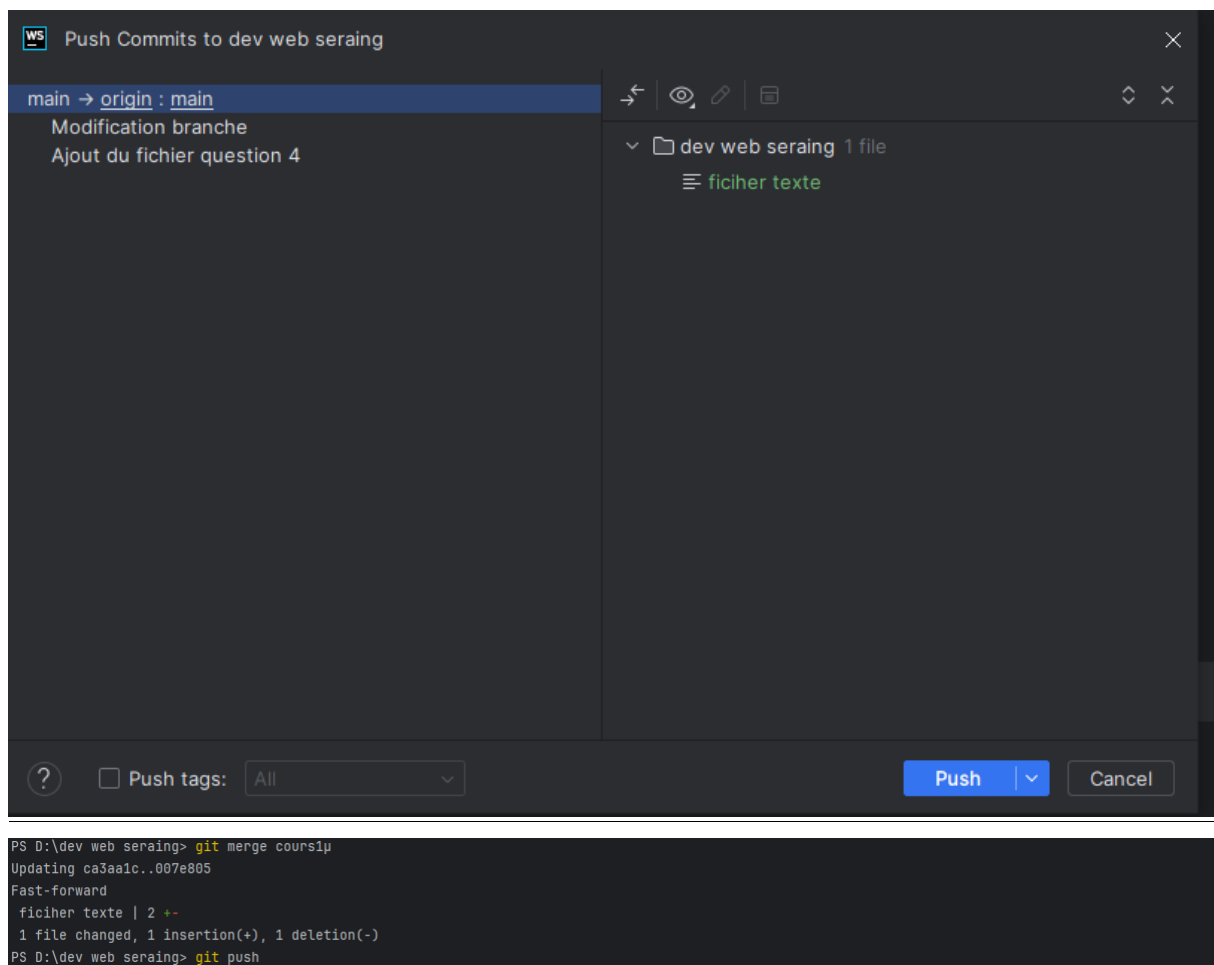 WS Push Commits to dev web seraing
main → origin : main
Modification branche
Ajout du fichier question 4
dev web seraing 1 file
ficiher texte
? Push tags: All
Push Cancel
PS D:\dev web seraing> git merge cours1µ
Updating ca3aa1c..007e805
Fast-forward
ficiher texte | 2 +-
1 file changed, 1 insertion(+), 1 deletion(-)
PS D:\dev web seraing> git push